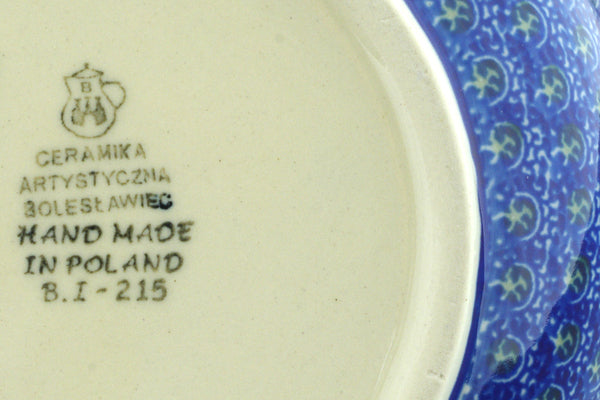 B
CERAMIKA
ARTYSTYCZNA
BOLESŁAWIEC
HAND MADE
IN POLAND
B.I-215